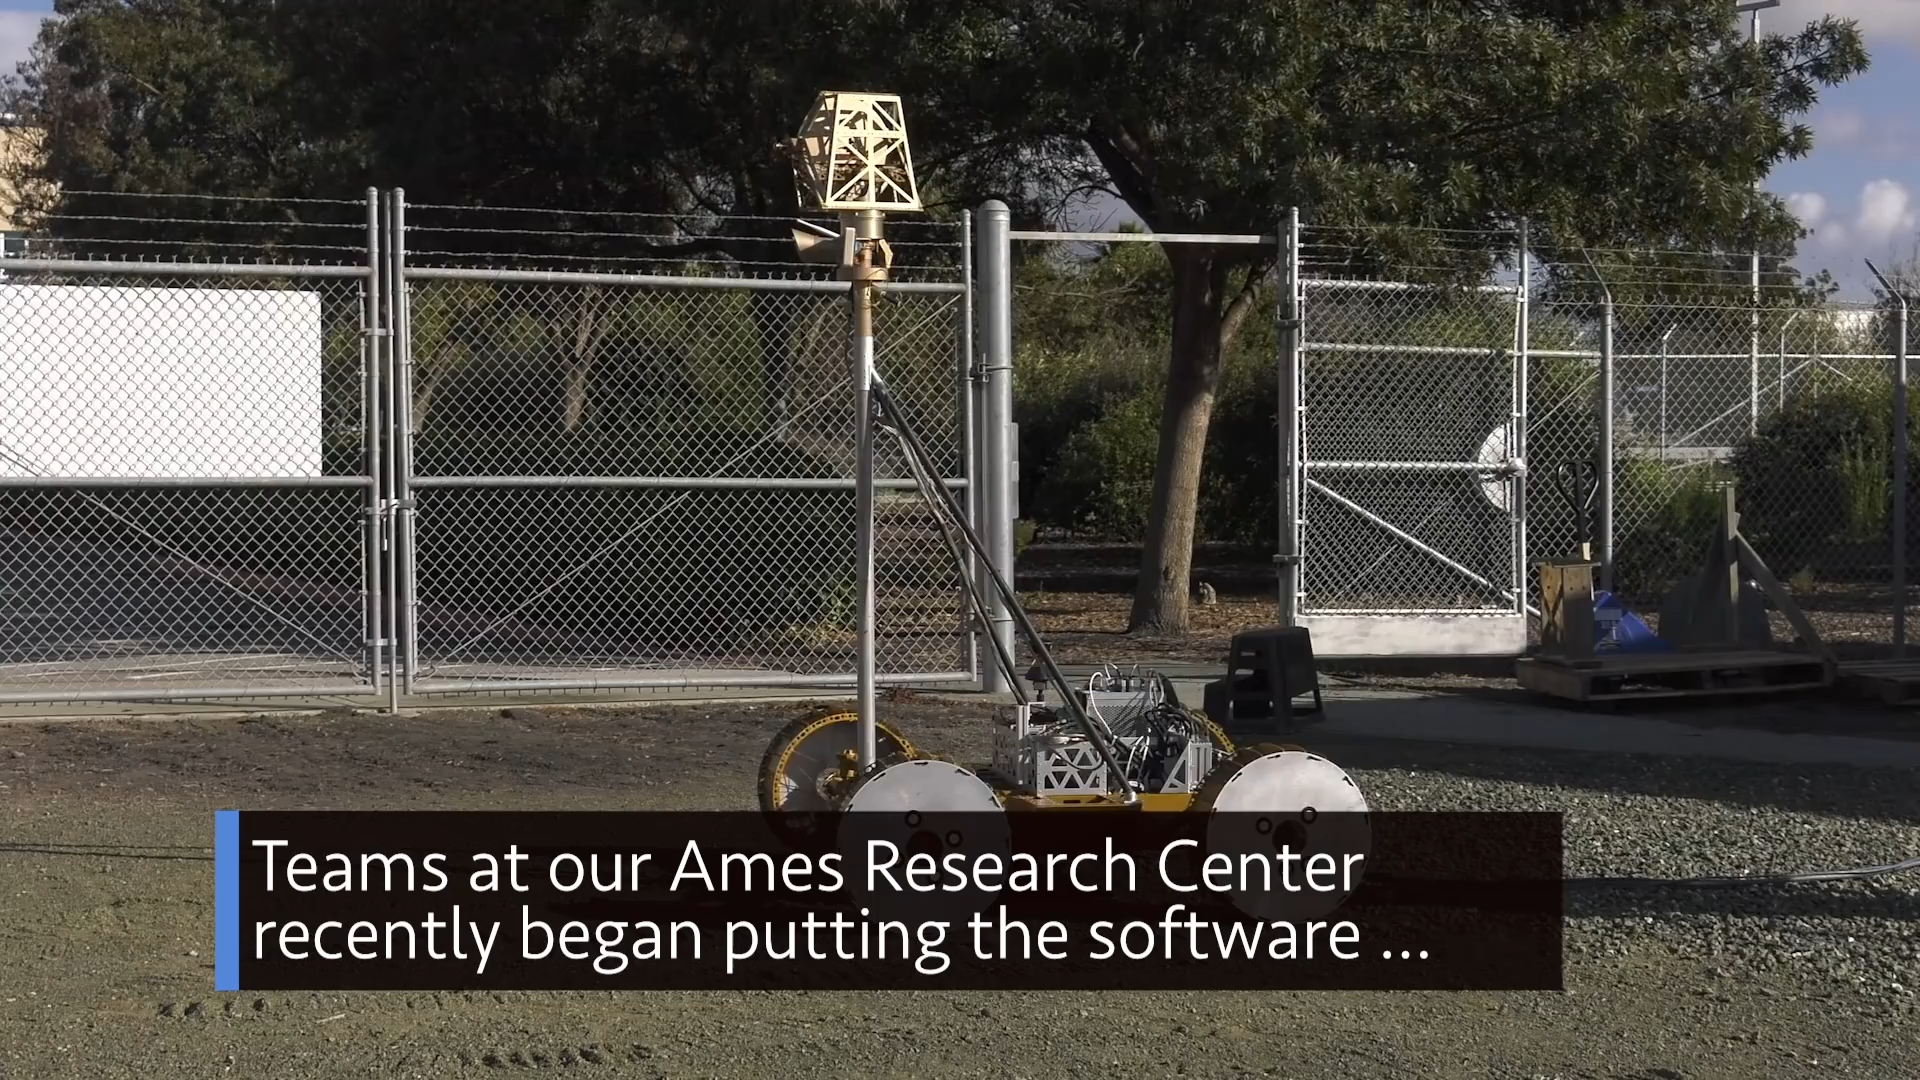 Teams at our Ames Research Center
recently began putting the software ...